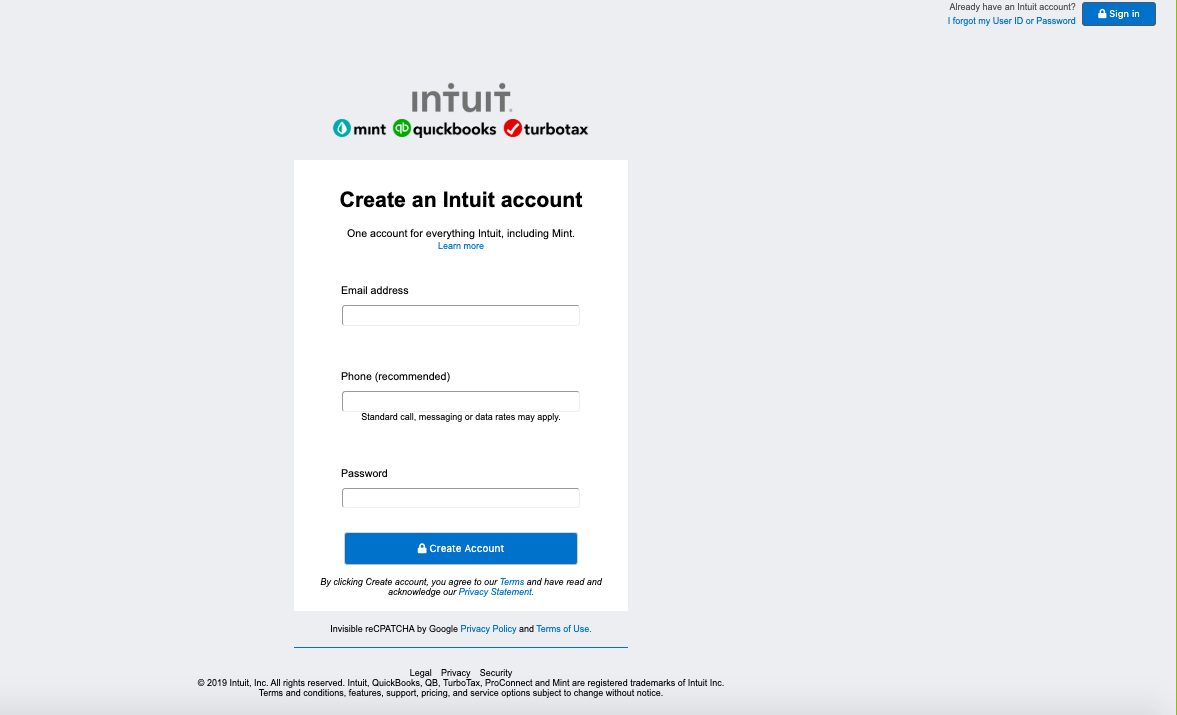 Already have an Intuit account?
I forgot my User ID or Password
Sign in
intuit.
mint quickbooks turbotax
Create an Intuit account
One account for everything Intuit, including Mint.
Learn more
Email address
Phone (recommended)
Standard call, messaging or data rates may apply.
Password
Create Account
By clicking Create account, you agree to our Terms and have read and
acknowledge our Privacy Statement.
Invisible reCPATCHA by Google Privacy Policy and Terms of Use.
Legal Privacy Security
© 2019 Intuit, Inc. All rights reserved. Intuit, QuickBooks, QB, TurboTax, ProConnect and Mint are registered trademarks of Intuit Inc.
Terms and conditions, features, support, pricing, and service options subject to change without notice.